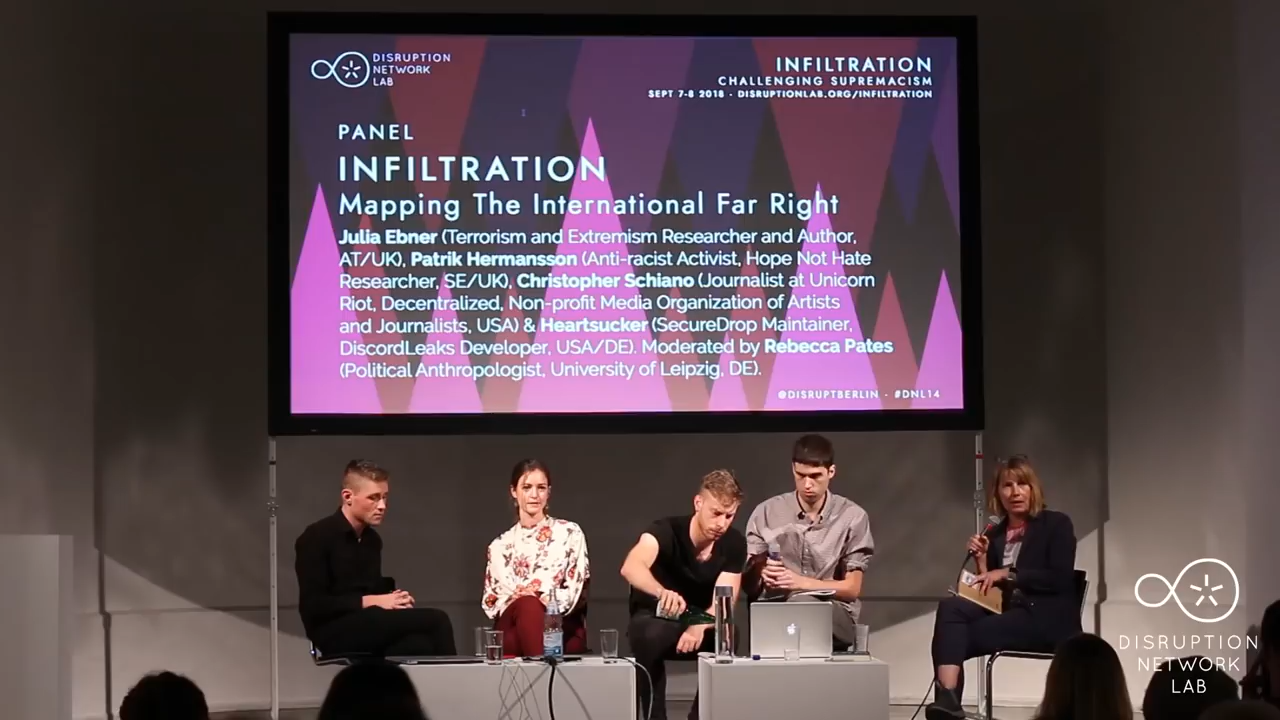 DISRUPTION
NETWORK
LAB
INFILTRATION
CHALLENGING SUPREMACISM
SEPT 7-8 2018 - DISRUPTIONLAB.ORG/INFILTRATION
PANEL
INFILTRATION
Mapping The International Far Right
Julia Ebner (Terrorism and Extremism Researcher and Author,
AT/UK), Patrik Hermansson (Anti-racist Activist, Hope Not Hate
Researcher, SE/UK), Christopher Schiano (Journalist at Unicorn
Riot, Decentralized, Non-profit Media Organization of Artists
and Journalists, USA) & Heartsucker (SecureDrop Maintainer,
DiscordLeaks Developer, USA/DE). Moderated by Rebecca Pates
(Political Anthropologist, University of Leipzig, DE).
@DISRUPTBERLIN - #DNL14
DISRUPTION
NETWORK
LAB